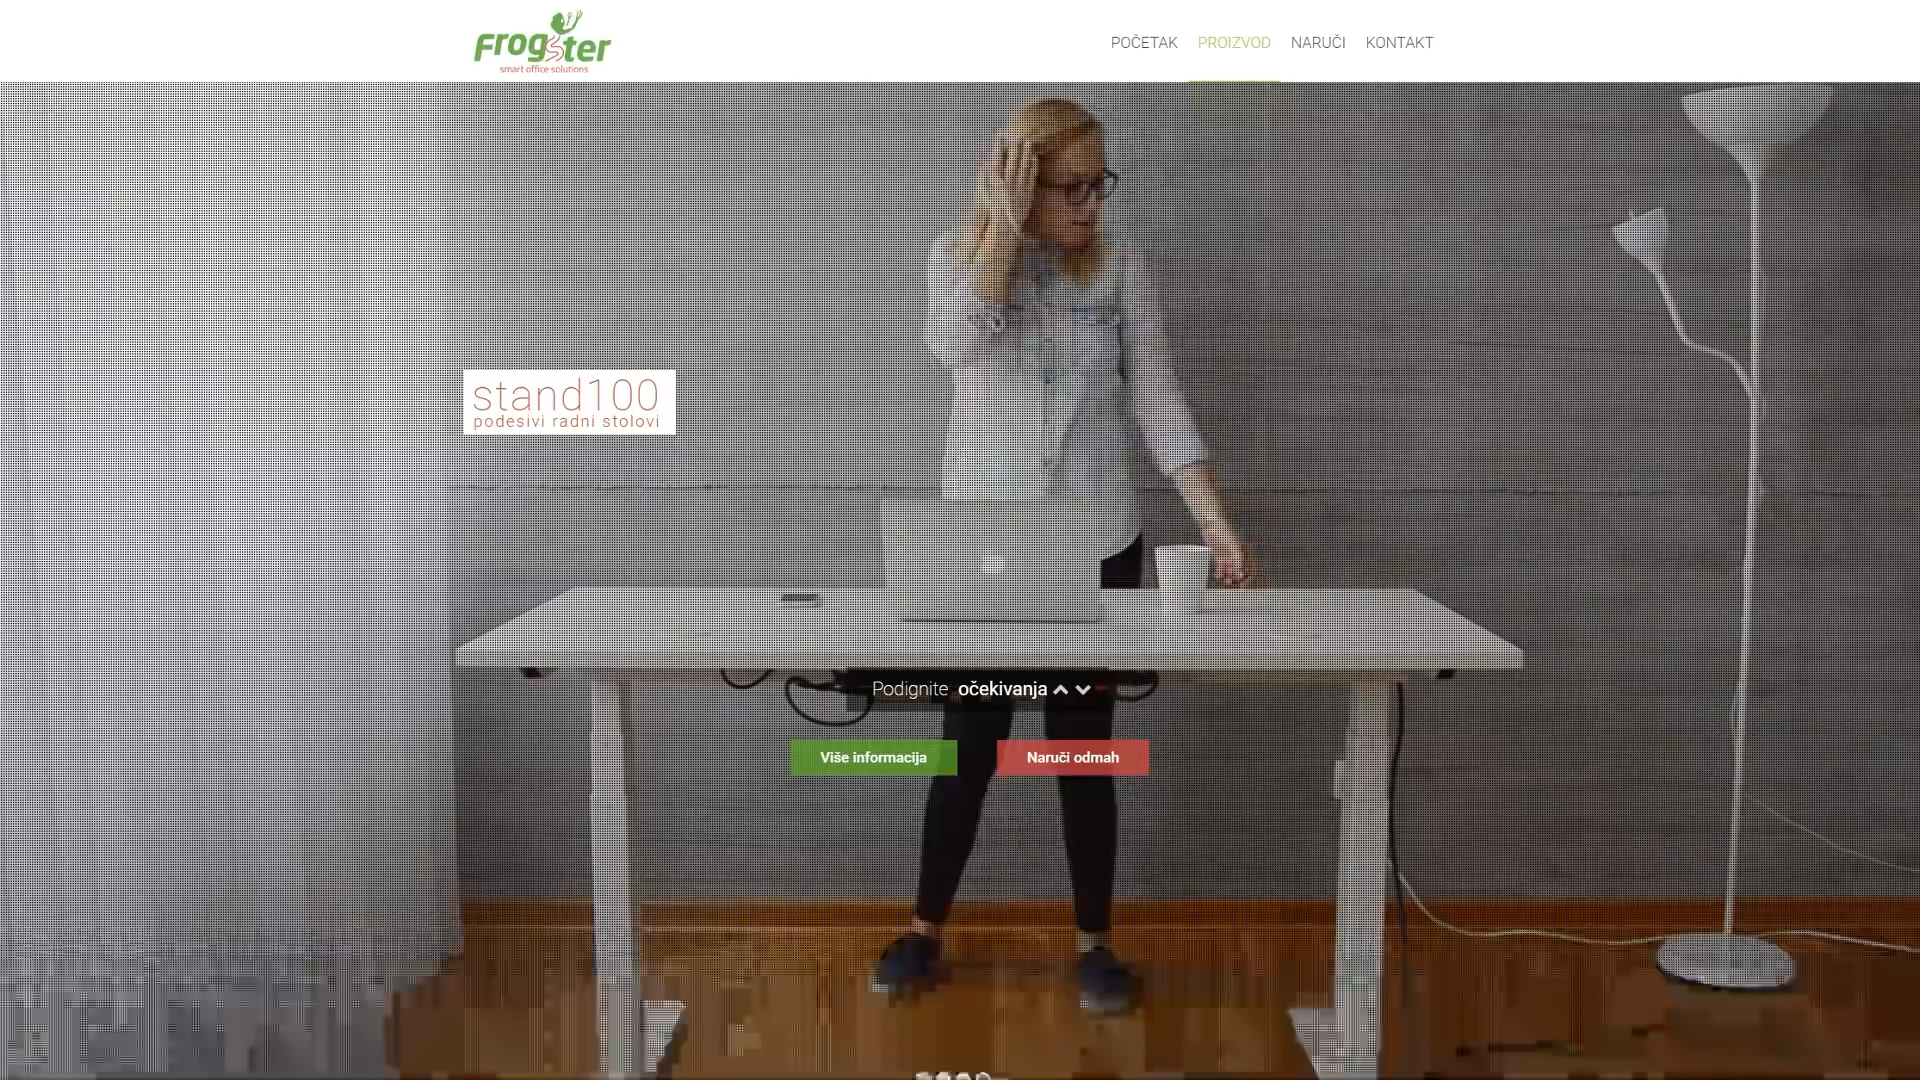 Frogster
smart office solutions
POČETAK
PROIZVOD
NARUČI
KONTAKT
stand100
podesivi radni stolovi
Podignite očekivanja
Više informacija
Naruči odmah